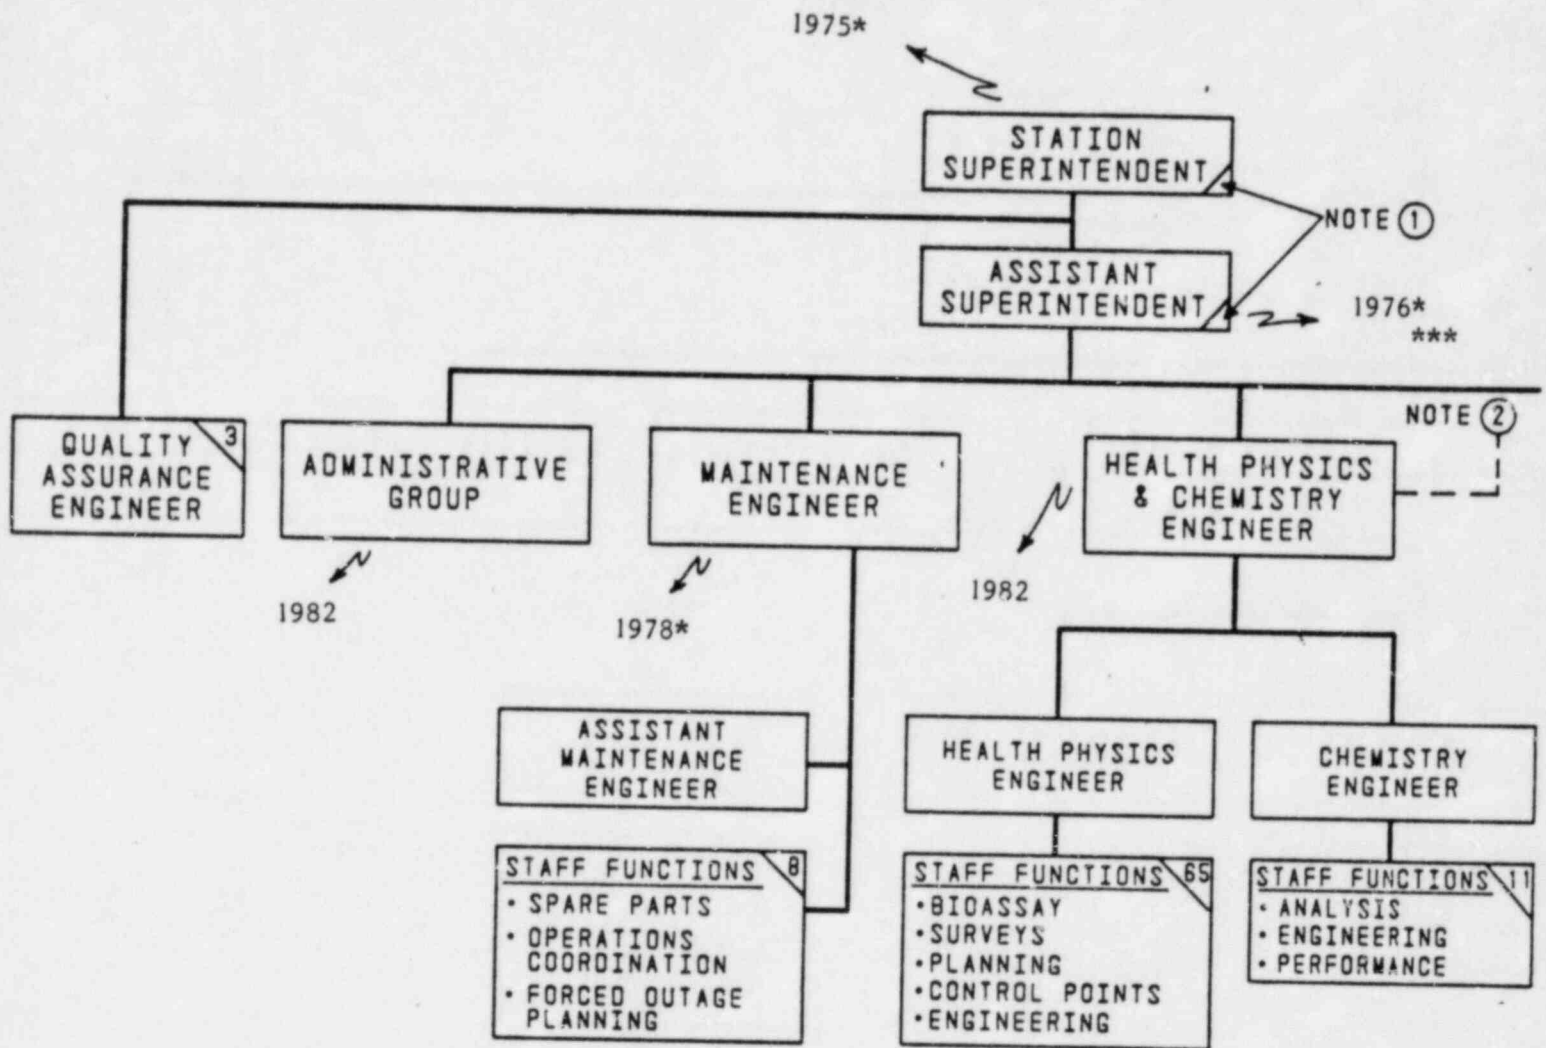 1975*
STATION
SUPERINTENDENT
NOTE ①
ASSISTANT
SUPERINTENDENT
1976*
***
NOTE ②
QUALITY
ASSURANCE
ENGINEER
3
ADMINISTRATIVE
GROUP
MAINTENANCE
ENGINEER
HEALTH PHYSICS
& CHEMISTRY
ENGINEER
1982
1978*
1982
ASSISTANT
MAINTENANCE
ENGINEER
HEALTH PHYSICS
ENGINEER
CHEMISTRY
ENGINEER
STAFF FUNCTIONS 8
• SPARE PARTS
• OPERATIONS
COORDINATION
• FORCED OUTAGE
PLANNING
STAFF FUNCTIONS 65
• BIOASSAY
• SURVEYS
• PLANNING
• CONTROL POINTS
• ENGINEERING
STAFF FUNCTIONS 11
• ANALYSIS
• ENGINEERING
• PERFORMANCE